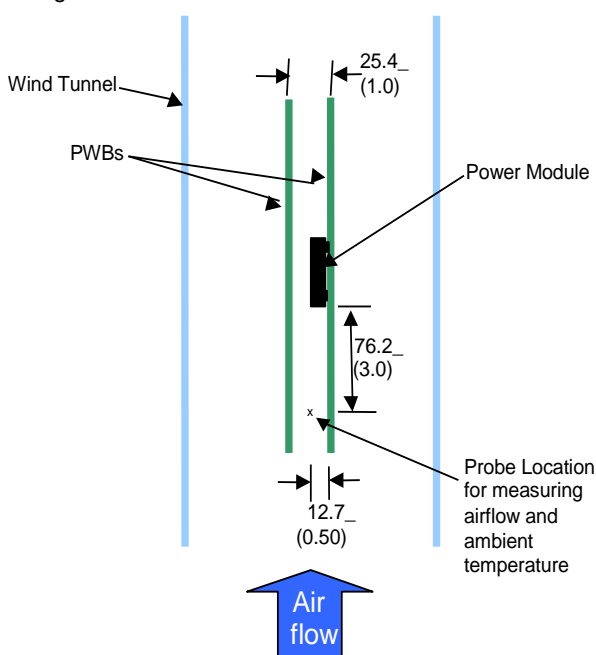 25.4_
(1.0)
Wind Tunnel
PWBs
Power Module
76.2_
(3.0)
x
Probe Location
for measuring
airflow and
ambient
temperature
12.7_
(0.50)
Air
flow